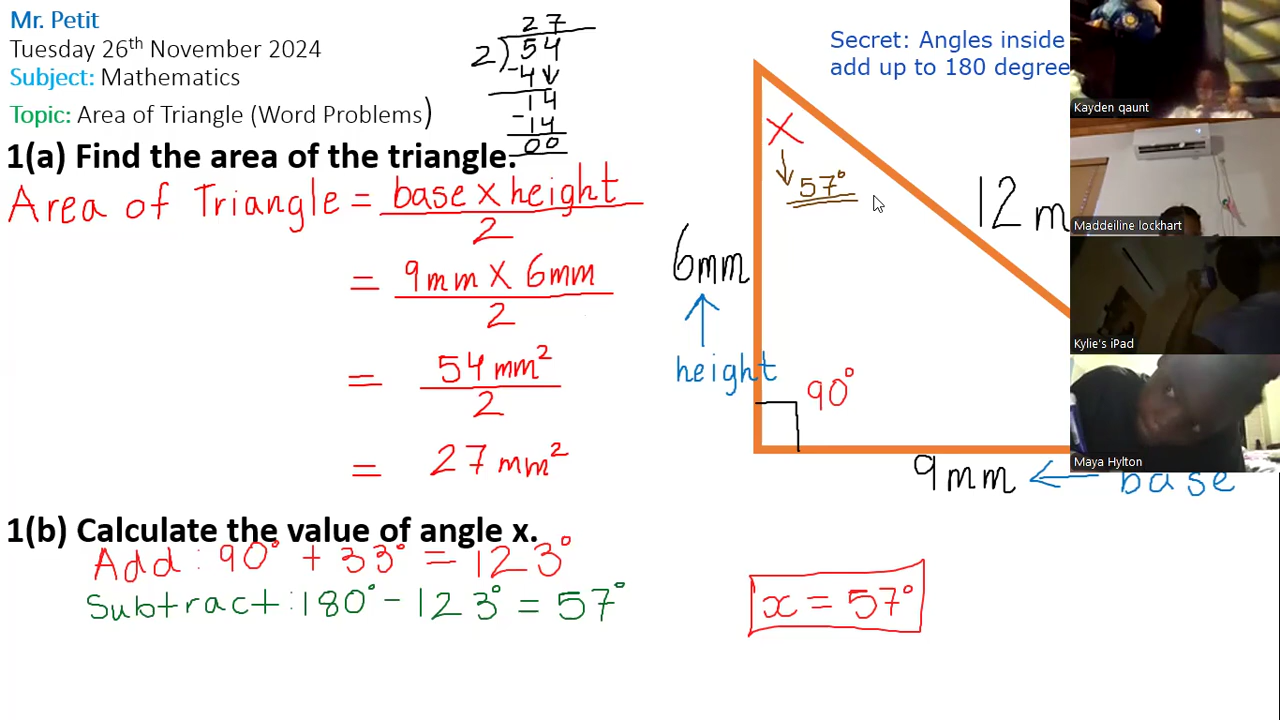 Mr. Petit
Tuesday 26th November 2024
Subject: Mathematics
Topic: Area of Triangle (Word Problems)
27
2)54
-4↓
14
-14
00
1(a) Find the area of the triangle.
Area of Triangle = base x height
2
= 9mm x 6mm
2
= 54mm²
2
= 27mm²
1(b) Calculate the value of angle x.
Add: 90° + 33° = 123°
Subtract: 180° - 123° = 57°
Secret: Angles inside
add up to 180 degree
X
57°
12m
6mm
height
90°
9mm ← base
x = 57°
Kayden qaunt
Maddeiline lockhart
Kylie's iPad
Maya Hylton